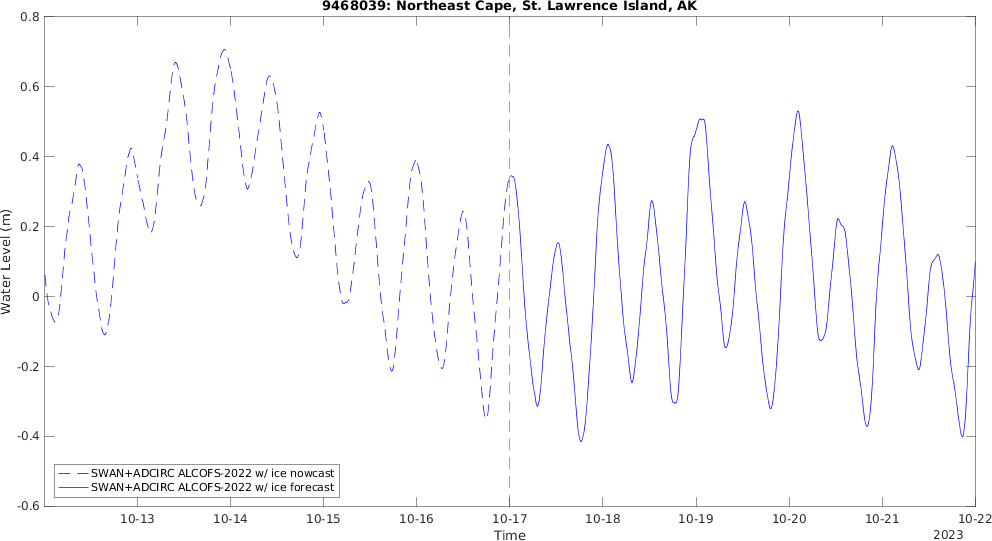 9468039: Northeast Cape, St. Lawrence Island, AK
0.8
0.6
0.4
0.2
0
-0.2
-0.4
-0.6
Water Level (m)
SWAN+ADCIRC ALCOFS-2022 w/ ice nowcast
SWAN+ADCIRC ALCOFS-2022 w/ ice forecast
10-13 10-14 10-15 10-16 10-17 10-18 10-19 10-20 10-21 10-22
Time
2023